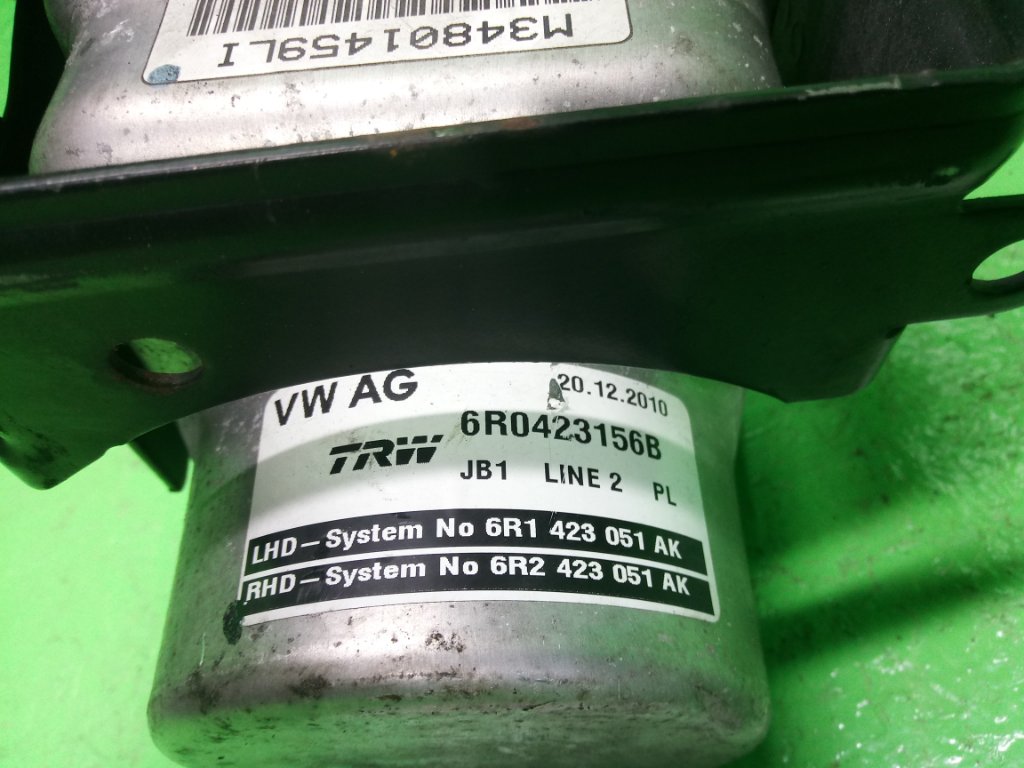 M34801459LI
VW AG
20.12.2010
6R0423156B
TRW
JB1 LINE 2 PL
LHD-System No 6R1 423 051 AK
RHD-System No 6R2 423 051 AK